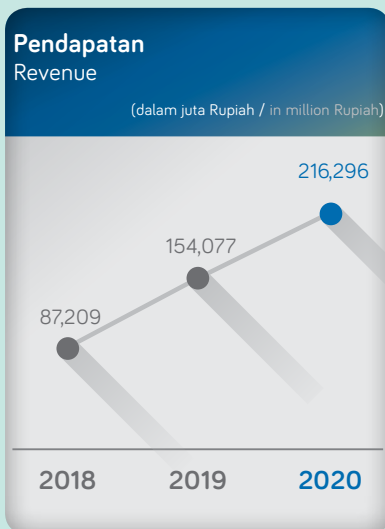 Pendapatan
Revenue
(dalam juta Rupiah / in million Rupiah)
216,296
154,077
87,209
2018 2019 2020